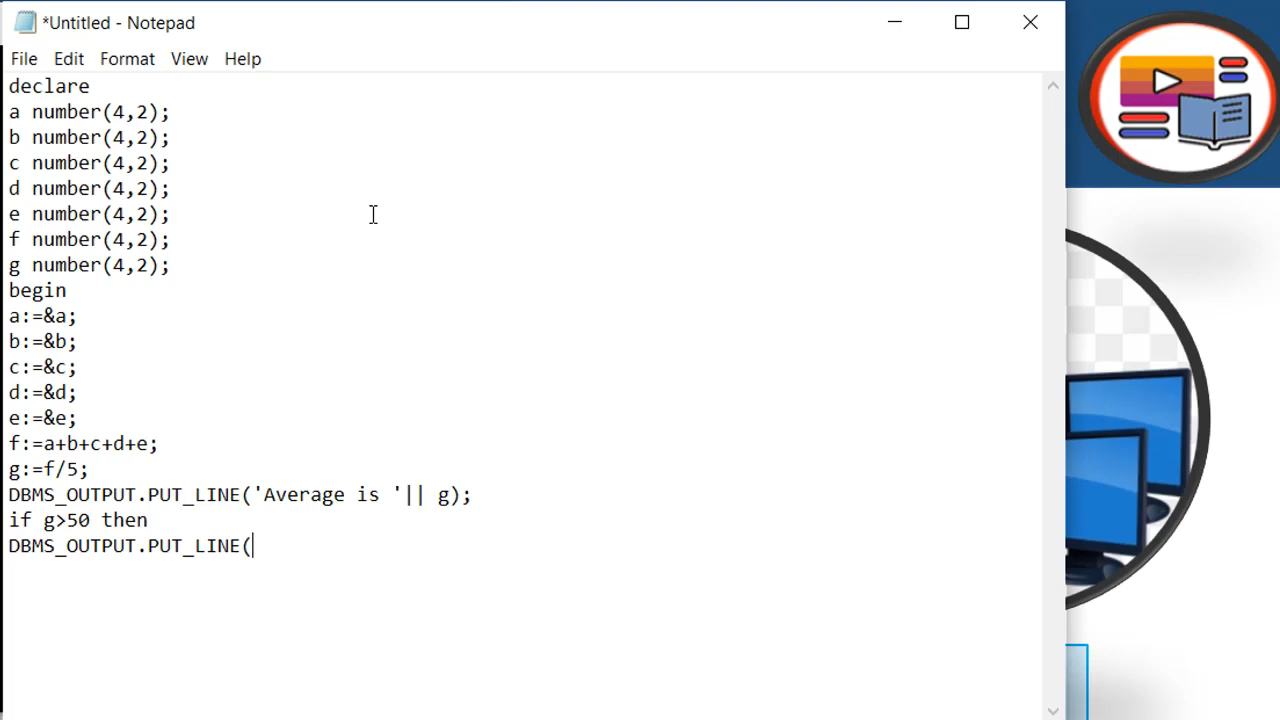 *Untitled - Notepad
File Edit Format View Help
declare
a number(4,2);
b number(4,2);
c number(4,2);
d number(4,2);
e number(4,2);
f number(4,2);
g number(4,2);
begin
a:=&a;
b:=&b;
c:=&c;
d:=&d;
e:=&e;
f:=a+b+c+d+e;
g:=f/5;
DBMS_OUTPUT.PUT_LINE('Average is '|| g);
if g>50 then
DBMS_OUTPUT.PUT_LINE(